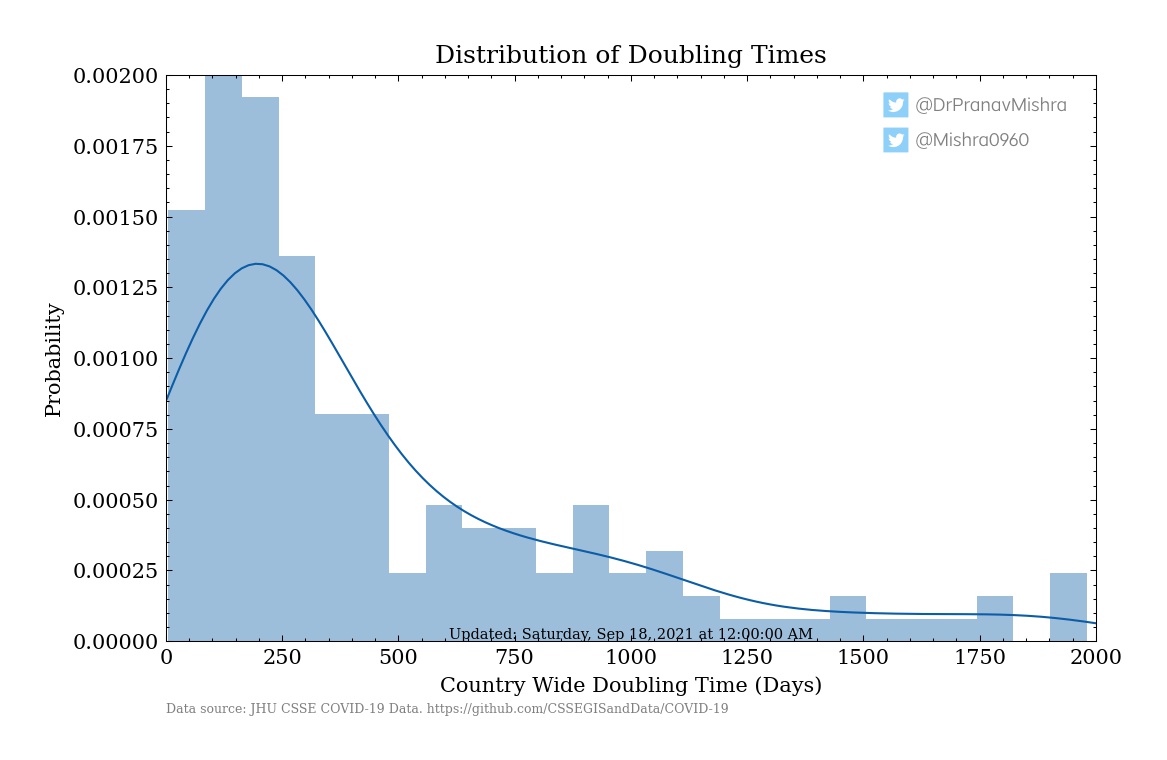 Distribution of Doubling Times
@DrPranavMishra
@Mishra0960
0.00200
0.00175
0.00150
0.00125
0.00100
0.00075
0.00050
0.00025
0.00000
Probability
Updated: Saturday, Sep 18, 2021 at 12:00:00 AM
0 250 500 750 1000 1250 1500 1750 2000
Country Wide Doubling Time (Days)
Data source: JHU CSSE COVID-19 Data. https://github.com/CSSEGISandData/COVID-19